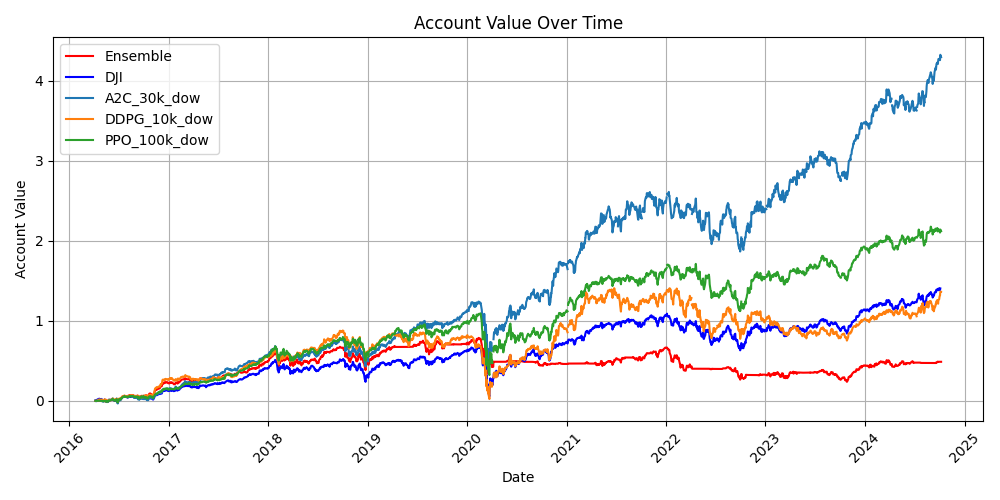 Account Value Over Time
Ensemble
DJI
A2C_30k_dow
DDPG_10k_dow
PPO_100k_dow
Account Value
4
3
2
1
0
2016
2017
2018
2019
2020
2021
2022
2023
2024
2025
Date